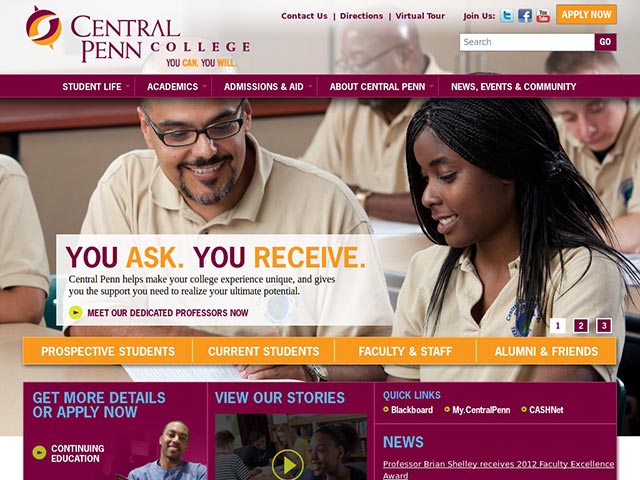 CENTRAL
PENN COLLEGE
YOU CAN. YOU WILL.
Contact Us | Directions | Virtual Tour
Join Us:
You Tube
APPLY NOW
Search
GO
STUDENT LIFE
ACADEMICS
ADMISSIONS & AID
ABOUT CENTRAL PENN
NEWS, EVENTS & COMMUNITY
YOU ASK. YOU RECEIVE.
Central Penn helps make your college experience unique, and gives
you the support you need to realize your ultimate potential.
MEET OUR DEDICATED PROFESSORS NOW
1 2 3
PROSPECTIVE STUDENTS
CURRENT STUDENTS
FACULTY & STAFF
ALUMNI & FRIENDS
GET MORE DETAILS
OR APPLY NOW
CONTINUING
EDUCATION
VIEW OUR STORIES
QUICK LINKS
Blackboard
My.CentralPenn
CASHNet
NEWS
Professor Brian Shelley receives 2012 Faculty Excellence
Award